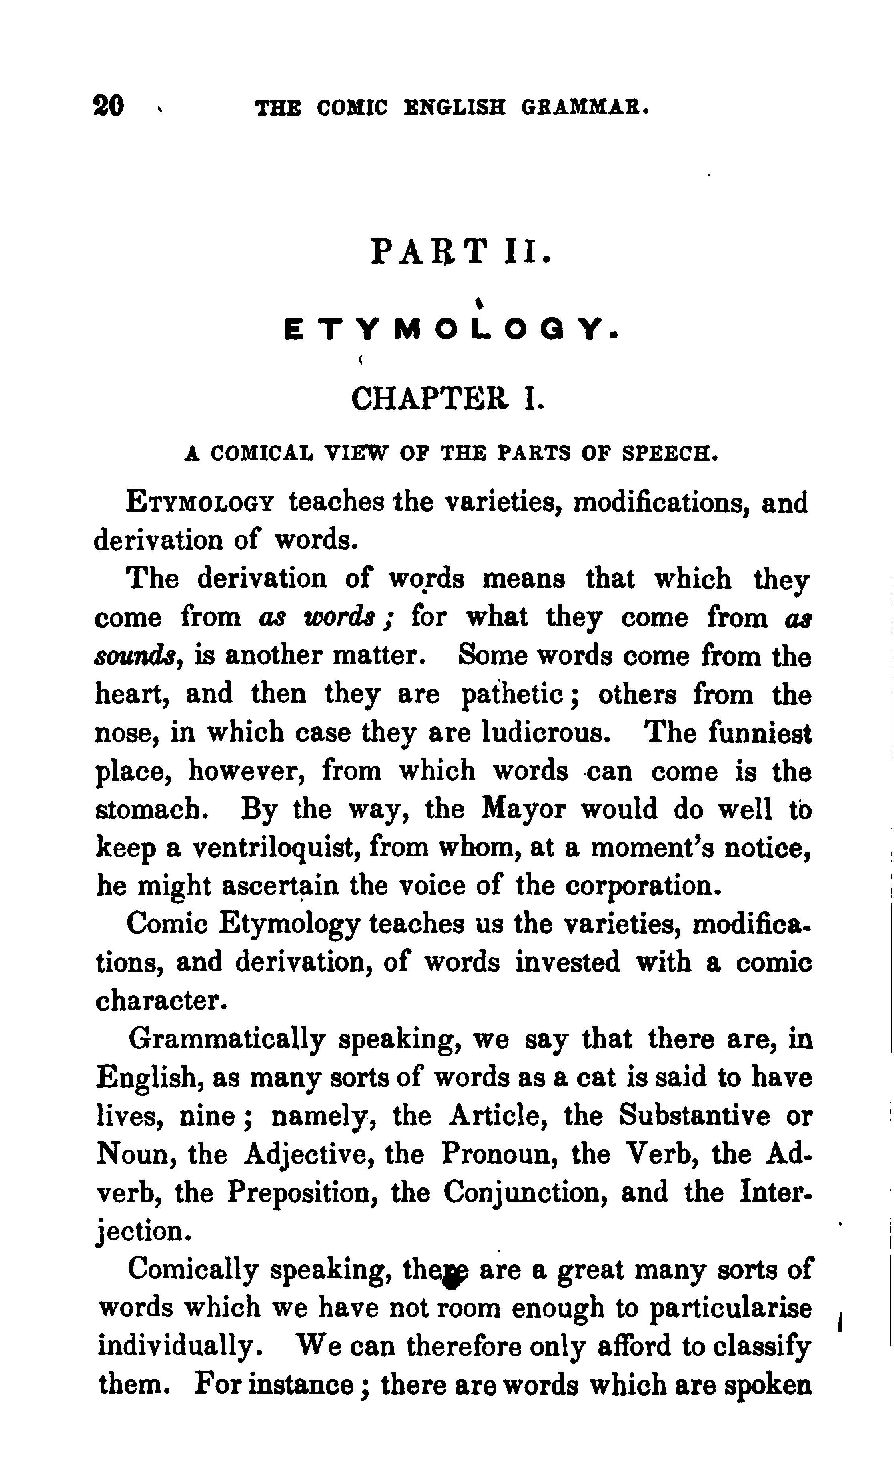 20 THE COMIC ENGLISH GRAMMAR.
PART II.
ETYMOLOGY.
CHAPTER I.
A COMICAL VIEW OF THE PARTS OF SPEECH.
ETYMOLOGY teaches the varieties, modifications, and
derivation of words.
The derivation of words means that which they
come from as words; for what they come from as
sounds, is another matter. Some words come from the
heart, and then they are pathetic; others from the
nose, in which case they are ludicrous. The funniest
place, however, from which words can come is the
stomach. By the way, the Mayor would do well to
keep a ventriloquist, from whom, at a moment's notice,
he might ascertain the voice of the corporation.
Comic Etymology teaches us the varieties, modifica-
tions, and derivation, of words invested with a comic
character.
Grammatically speaking, we say that there are, in
English, as many sorts of words as a cat is said to have
lives, nine; namely, the Article, the Substantive or
Noun, the Adjective, the Pronoun, the Verb, the Ad-
verb, the Preposition, the Conjunction, and the Inter-
jection.
Comically speaking, there are a great many sorts of
words which we have not room enough to particularise
individually. We can therefore only afford to classify
them. For instance; there are words which are spoken